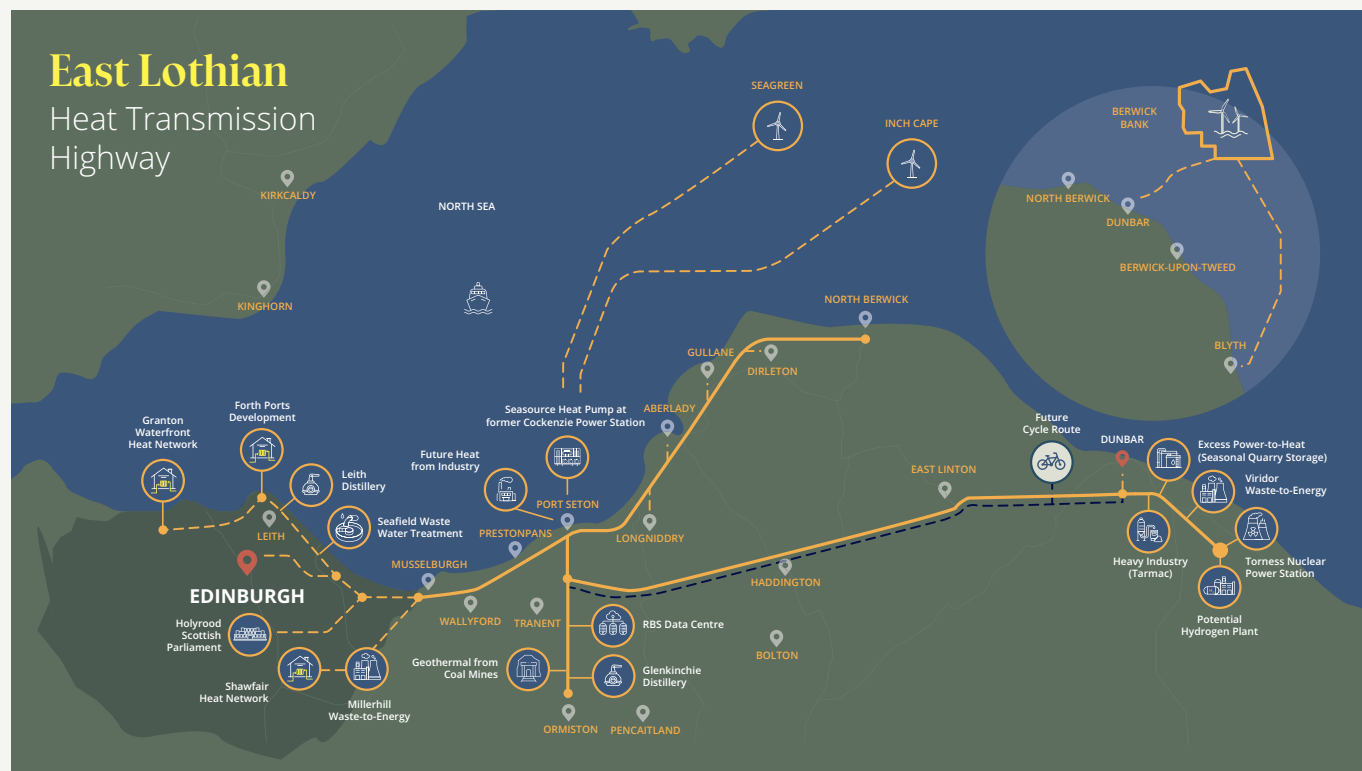 East Lothian
Heat Transmission
Highway
SEAGREEN
INCH CAPE
BERWICK
BANK
KIRKCALDY
NORTH SEA
NORTH BERWICK
DUNBAR
BERWICK-UPON-TWEED
KINGHORN
NORTH BERWICK
BLYTH
GULLANE
DIRLETON
Forth Ports
Development
Granton
Waterfront
Heat Network
Seasource Heat Pump at
former Cockenzie Power Station
ABERLADY
Future
Cycle Route
DUNBAR
Excess Power-to-Heat
(Seasonal Quarry Storage)
Leith
Distillery
Future Heat
from Industry
EAST LINTON
Viridor
Waste-to-Energy
PORT SETON
Seafield Waste
Water Treatment
LEITH
PRESTONPANS
LONGNIDDRY
MUSSELBURGH
Heavy Industry
(Tarmac)
Torness Nuclear
Power Station
HADDINGTON
EDINBURGH
WALLYFORD
TRANENT
Potential
Hydrogen Plant
Holyrood
Scottish
Parliament
RBS Data Centre
BOLTON
Geothermal from
Coal Mines
Glenkinchie
Distillery
Shawfair
Heat Network
Millerhill
Waste-to-Energy
ORMISTON
PENCAITLAND